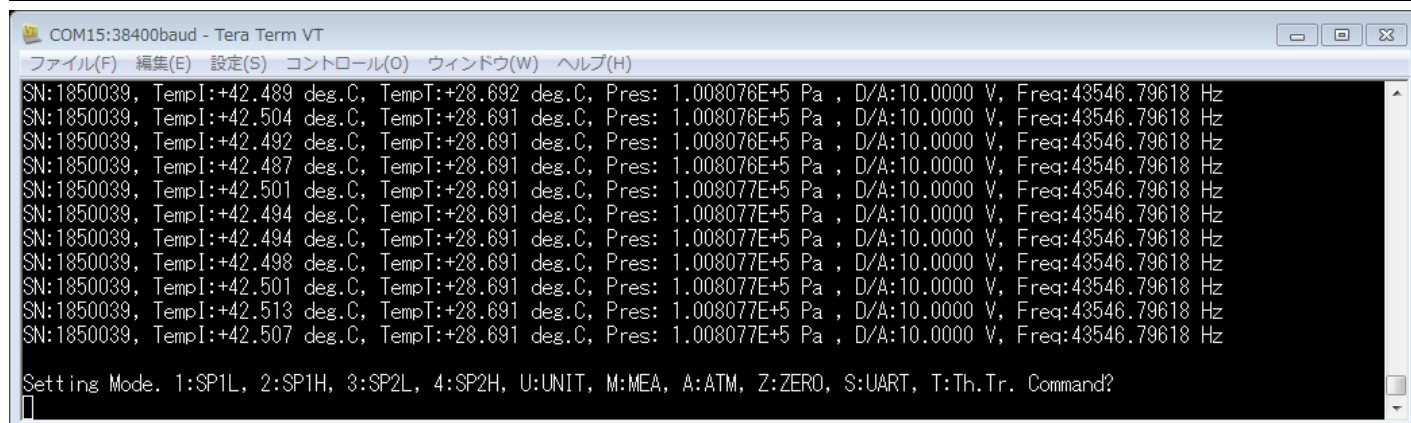 COM15:38400baud - Tera Term VT
ファイル(F) 編集(E) 設定(S) コントロール(O) ウィンドウ(W) ヘルプ(H)
SN:1850039, TempI:+42.489 deg.C, TempT:+28.692 deg.C, Pres: 1.008076E+5 Pa , D/A:10.0000 V, Freq:43546.79618 Hz
SN:1850039, TempI:+42.504 deg.C, TempT:+28.691 deg.C, Pres: 1.008076E+5 Pa , D/A:10.0000 V, Freq:43546.79618 Hz
SN:1850039, TempI:+42.492 deg.C, TempT:+28.691 deg.C, Pres: 1.008076E+5 Pa , D/A:10.0000 V, Freq:43546.79618 Hz
SN:1850039, TempI:+42.487 deg.C, TempT:+28.691 deg.C, Pres: 1.008076E+5 Pa , D/A:10.0000 V, Freq:43546.79618 Hz
SN:1850039, TempI:+42.501 deg.C, TempT:+28.691 deg.C, Pres: 1.008077E+5 Pa , D/A:10.0000 V, Freq:43546.79618 Hz
SN:1850039, TempI:+42.494 deg.C, TempT:+28.691 deg.C, Pres: 1.008077E+5 Pa , D/A:10.0000 V, Freq:43546.79618 Hz
SN:1850039, TempI:+42.494 deg.C, TempT:+28.691 deg.C, Pres: 1.008077E+5 Pa , D/A:10.0000 V, Freq:43546.79618 Hz
SN:1850039, TempI:+42.498 deg.C, TempT:+28.691 deg.C, Pres: 1.008077E+5 Pa , D/A:10.0000 V, Freq:43546.79618 Hz
SN:1850039, TempI:+42.501 deg.C, TempT:+28.691 deg.C, Pres: 1.008077E+5 Pa , D/A:10.0000 V, Freq:43546.79618 Hz
SN:1850039, TempI:+42.513 deg.C, TempT:+28.691 deg.C, Pres: 1.008077E+5 Pa , D/A:10.0000 V, Freq:43546.79618 Hz
SN:1850039, TempI:+42.507 deg.C, TempT:+28.691 deg.C, Pres: 1.008077E+5 Pa , D/A:10.0000 V, Freq:43546.79618 Hz
Setting Mode. 1:SP1L, 2:SP1H, 3:SP2L, 4:SP2H, U:UNIT, M:MEA, A:ATM, Z:ZERO, S:UART, T:Th.Tr. Command?